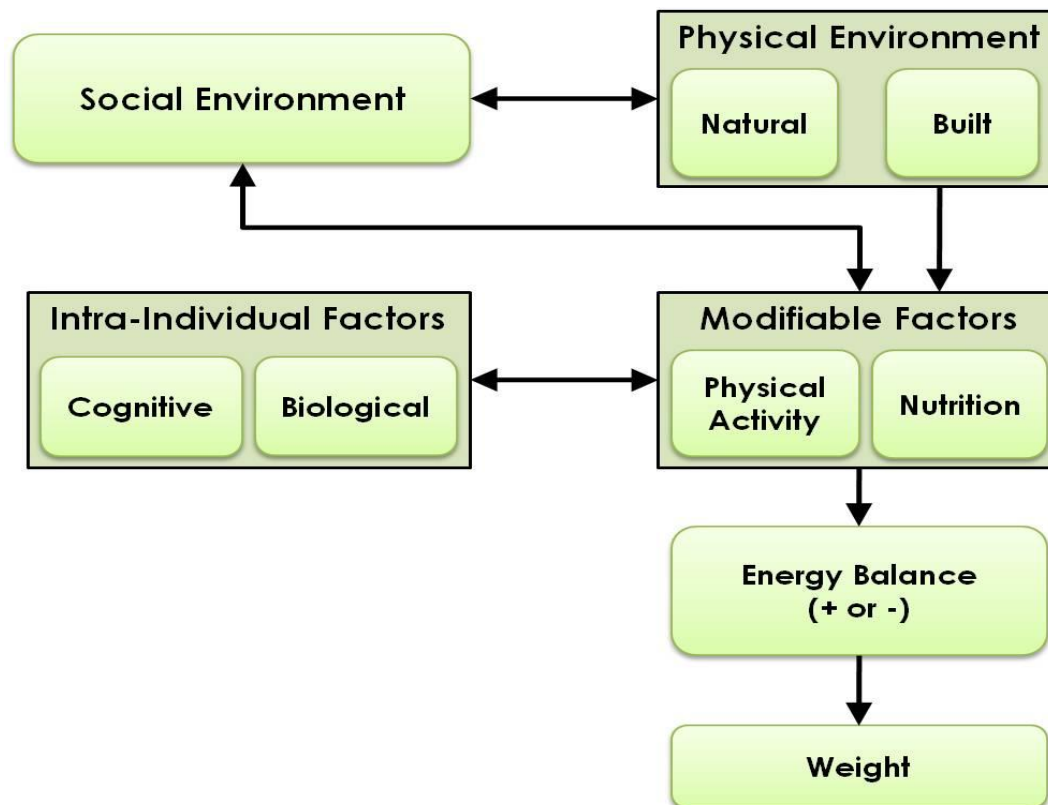 Physical Environment
Social Environment
Natural
Built
Intra-Individual Factors
Modifiable Factors
Cognitive
Biological
Physical
Activity
Nutrition
Energy Balance
(+ or -)
Weight